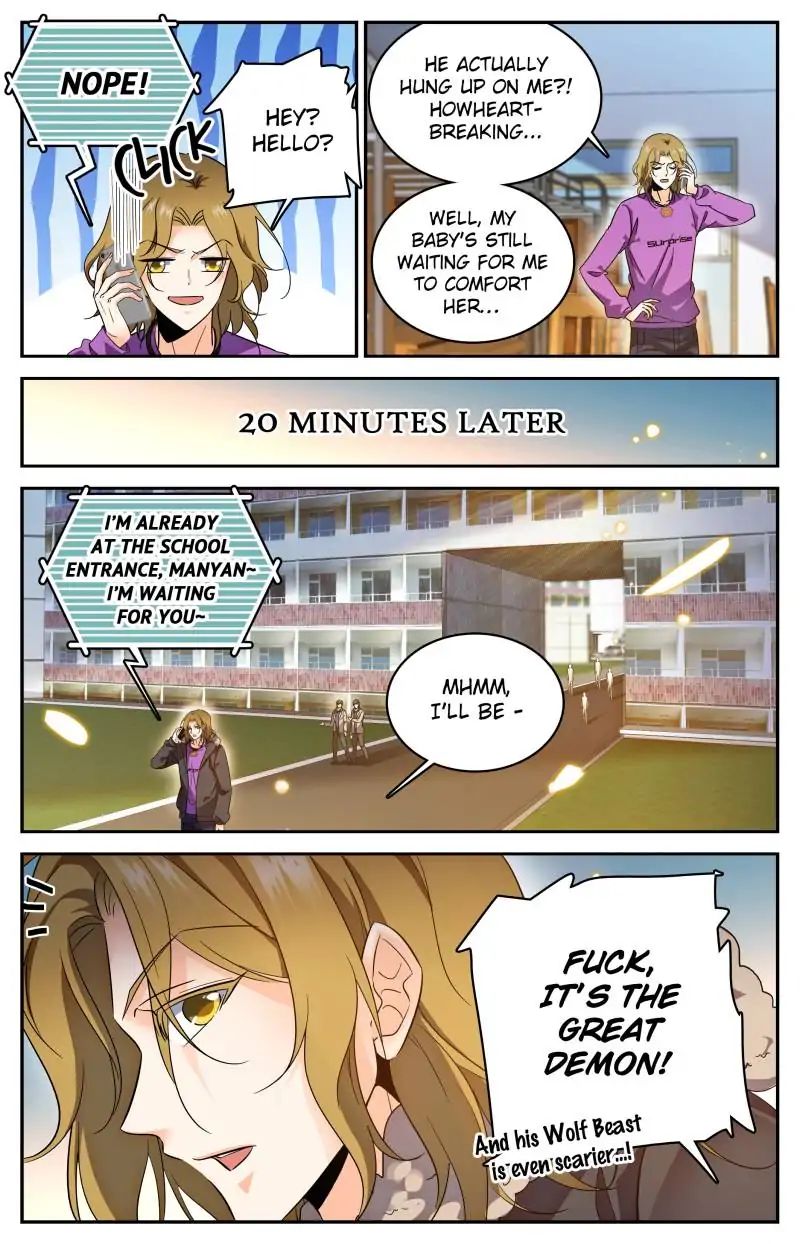 NOPE!
CLICK
HEY?
HELLO?
HE ACTUALLY
HUNG UP ON ME?!
HOWHEART-
BREAKING...
WELL, MY
BABY'S STILL
WAITING FOR ME
TO COMFORT
HER...
surprise
20 MINUTES LATER
I'M ALREADY
AT THE SCHOOL
ENTRANCE, MANYAN~
I'M WAITING
FOR YOU~
MHMM,
I'LL BE -
FUCK,
IT'S THE
GREAT
DEMON!
And his Wolf Beast
is even scarier...!